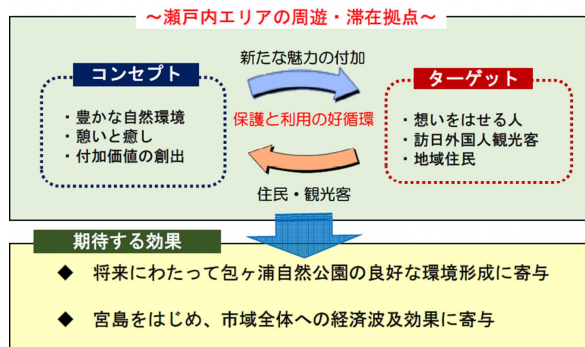 ～瀬戸内エリアの周遊・滞在拠点～
新たな魅力の付加
コンセプト
・豊かな自然環境
・憩いと癒し
・付加価値の創出
保護と利用の好循環
ターゲット
・想いをはせる人
・訪日外国人観光客
・地域住民
住民・観光客
期待する効果
◆ 将来にわたって包ヶ浦自然公園の良好な環境形成に寄与
◆ 宮島をはじめ、市域全体への経済波及効果に寄与